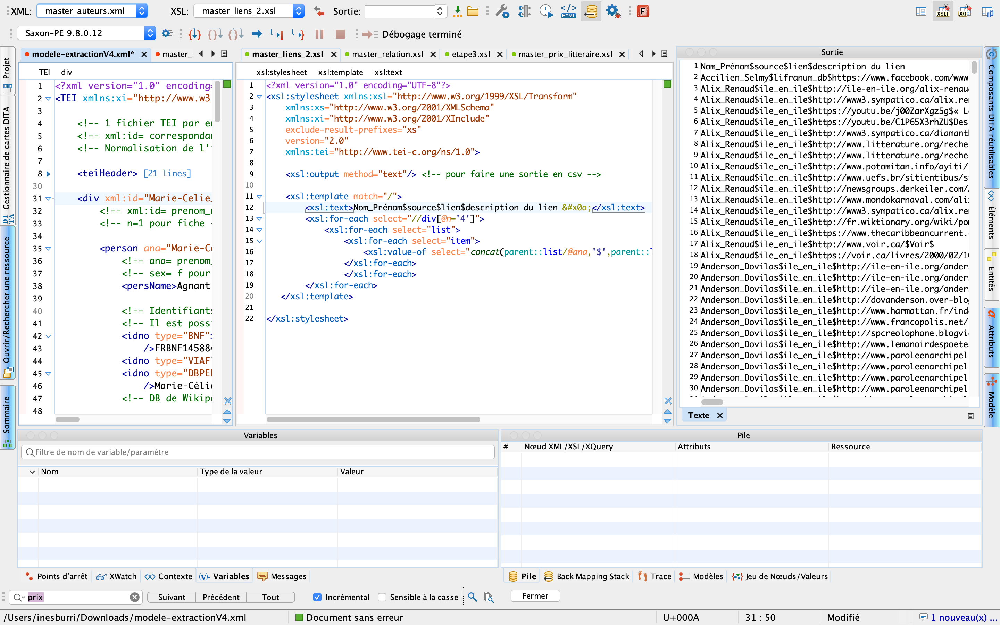 XML: master_auteurs.xml XSL: master_liens_2.xsl Sortie:
Saxon-PE 9.8.0.12 Débogage terminé
modele-extractionV4.xml* master_
TEI div
1 <?xml version="1.0" encoding=
2 <TEI xmlns:xi="http://www.w3
3
4 <!-- 1 fichier TEI par
5 <!-- xml:id=
6 <!-- Normalisation de
7
8 <teiHeader> [21 lines]
30
31 <div xml:id="Marie-Celie_
32 <!-- xml:id=
33 <!-- n=1 pour fiche
34
35 <person
36 <!-- ana=
37 <!-- sex= f pour
38 <persName>Agnant
39
40 <!--
41 <!-- Il est
42 <idno type="BNF"
43 />FRBNF14588
44 <idno type="VIAF
45 <idno
46
47 <!-- DB de
48
master_liens_2.xsl master_relation.xsl etape3.xsl master_prix_litteraire.xsl
xsl:stylesheet xsl:template xsl:text
1 <?xml version="1.0" encoding="UTF-8"?>
2 <xsl:stylesheet xmlns:xsl="http://www.w3.org/1999/XSL/Transform"
3 xmlns:xs="http://www.w3.org/2001/XMLSchema"
4 xmlns:xi="http://www.w3.org/2001/XInclude"
5 exclude-result-prefixes="xs"
6 version="2.0"
7 xmlns:tei="http://www.tei-c.org/ns/1.0">
8
9 <xsl:output method="text"/> <!-- pour faire une sortie en csv -->
10
11 <xsl:template match="/">
12 <xsl:text>Nom_Prénom$source$lien$description du lien &#x0a;</xsl:text>
13 <xsl:for-each select="//div[@n='4']">
14 <xsl:for-each select="list">
15 <xsl:for-each select="item">
16 <xsl:value-of select="concat(parent::list/@ana,'$',parent::l
17 </xsl:for-each>
18 </xsl:for-each>
19 </xsl:for-each>
20 </xsl:template>
21
22 </xsl:stylesheet>
Sortie
1 Nom_Prénom$source$lien$description du lien
2 Accilien_Selmy$lifranum_db$https://www.facebook.com/www
3 Alix_Renaud$ile_en_ile$http://ile-en-ile.org/alix-renau
4 Alix_Renaud$ile_en_ile$http://www3.sympatico.ca/alix.re
5 Alix_Renaud$ile_en_ile$https://youtu.be/j00ZarXgz5g$« L
6 Alix_Renaud$ile_en_ile$https://youtu.be/C1P65X3rhZU$Des
7 Alix_Renaud$ile_en_ile$http://www3.sympatico.ca/diamant
8 Alix_Renaud$ile_en_ile$http://www.litterature.org/reche
9 Alix_Renaud$ile_en_ile$http://www.litterature.org/reche
10 Alix_Renaud$ile_en_ile$http://www.potomitan.info/ayiti/
11 Alix_Renaud$ile_en_ile$http://www.uefs.br/sitientibus/s
12 Alix_Renaud$ile_en_ile$http://newsgroups.derkeiler.com/
13 Alix_Renaud$ile_en_ile$http://www.mondokarnaval.com/ali
14 Alix_Renaud$ile_en_ile$http://www3.sympatico.ca/alix.re
15 Alix_Renaud$ile_en_ile$http://fr.wiktionary.org/wiki/po
16 Alix_Renaud$ile_en_ile$https://www.thecaribbeancurrent.
17 Alix_Renaud$ile_en_ile$http://www.voir.ca/$Voir$
18 Alix_Renaud$ile_en_ile$https://voir.ca/livres/2000/02/1
19 Anderson_Dovilas$ile_en_ile$http://ile-en-ile.org/ander
20 Anderson_Dovilas$ile_en_ile$http://ile-en-ile.org/ander
21 Anderson_Dovilas$ile_en_ile$http://ile-en-ile.org/ander
22 Anderson_Dovilas$ile_en_ile$http://dovanderson.over-blo
23 Anderson_Dovilas$ile_en_ile$http://www.harmattan.fr/ind
24 Anderson_Dovilas$ile_en_ile$http://www.francopolis.net/
25 Anderson_Dovilas$ile_en_ile$http://spcreolophone.blogvi
26 Anderson_Dovilas$ile_en_ile$http://www.lemanoirdespoete
27 Anderson_Dovilas$ile_en_ile$http://www.paroleenarchipel
28 Anderson_Dovilas$ile_en_ile$http://www.paroleenarchipel
29 Anderson_Dovilas$ile_en_ile$http://www.paroleenarchipel
30 Anderson_Dovilas$ile_en_ile$http://www.paroleenarchipel
Texte
Projet
Gestionnaire de cartes DITA
Ouvrir/Rechercher une ressource
Sommaire
Composants DITA réutilisables
Éléments
Entités
Attributs
Modèle
Variables
Filtre de nom de variable/paramètre
Nom Type de la valeur Valeur
Points d'arrêt XWatch Contexte Variables Messages
Pile
# Nœud XML/XSL/XQuery Attributs Ressource
Pile Back Mapping Stack Trace Modèles Jeu de Nœuds/Valeurs
prix Suivant Précédent Tout Incrémental Sensible à la casse Fermer
/Users/inesburri/Downloads/modele-extractionV4.xml Document sans erreur U+000A 31 : 50 Modifié 1 nouveau(x) ...